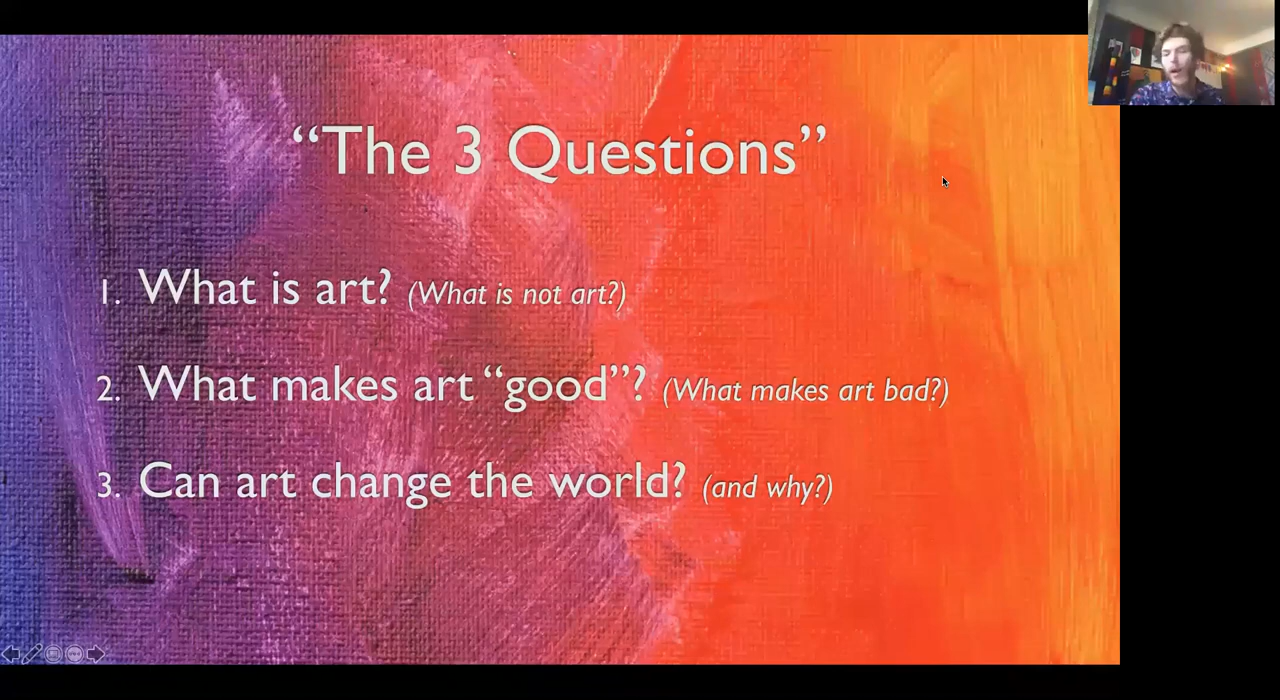 “The 3 Questions”
1. What is art? (What is not art?)
2. What makes art “good”? (What makes art bad?)
3. Can art change the world? (and why?)